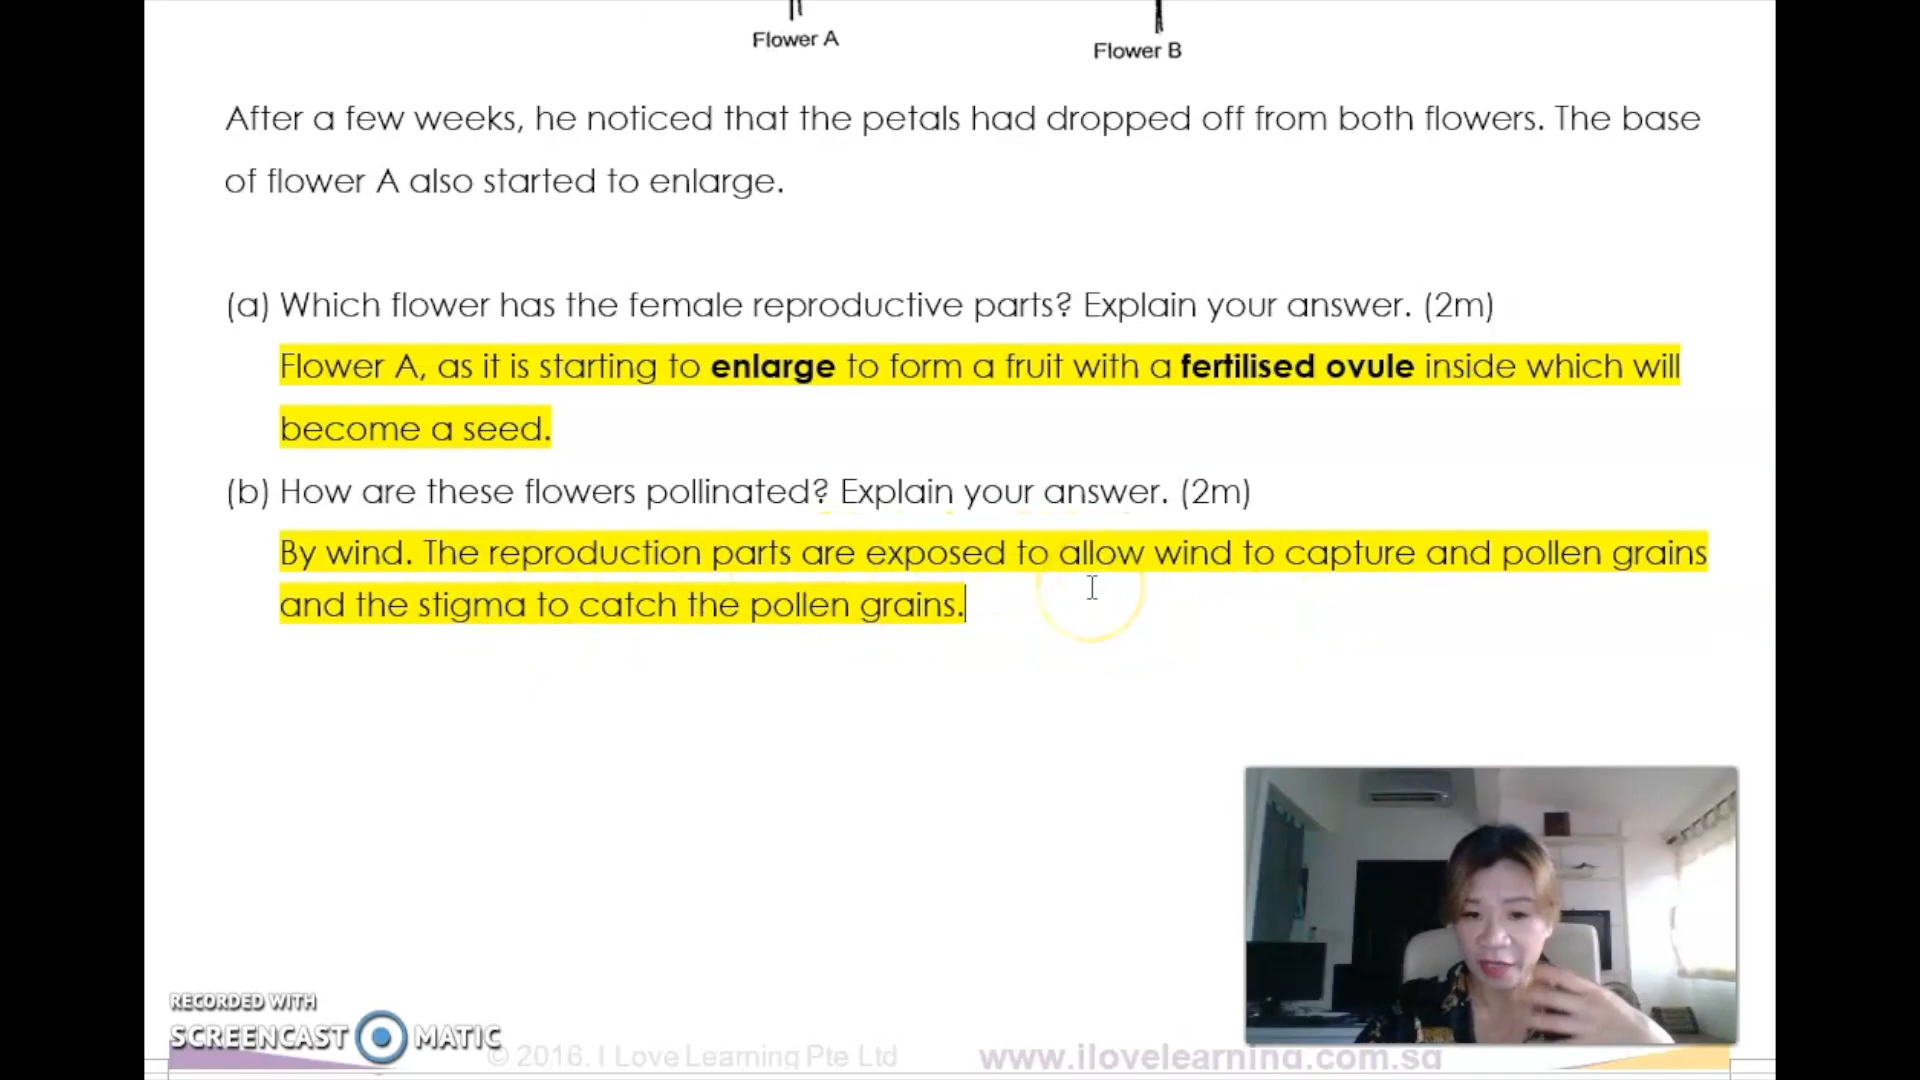 Flower A
Flower B
After a few weeks, he noticed that the petals had dropped off from both flowers. The base
of flower A also started to enlarge.
(a) Which flower has the female reproductive parts? Explain your answer. (2m)
Flower A, as it is starting to enlarge to form a fruit with a fertilised ovule inside which will
become a seed.
(b) How are these flowers pollinated? Explain your answer. (2m)
By wind. The reproduction parts are exposed to allow wind to capture and pollen grains
and the stigma to catch the pollen grains.
RECORDED WITH
SCREENCAST MATIC
© 2016. I Love Learning Pte Ltd
www.ilovelearning.com.sg